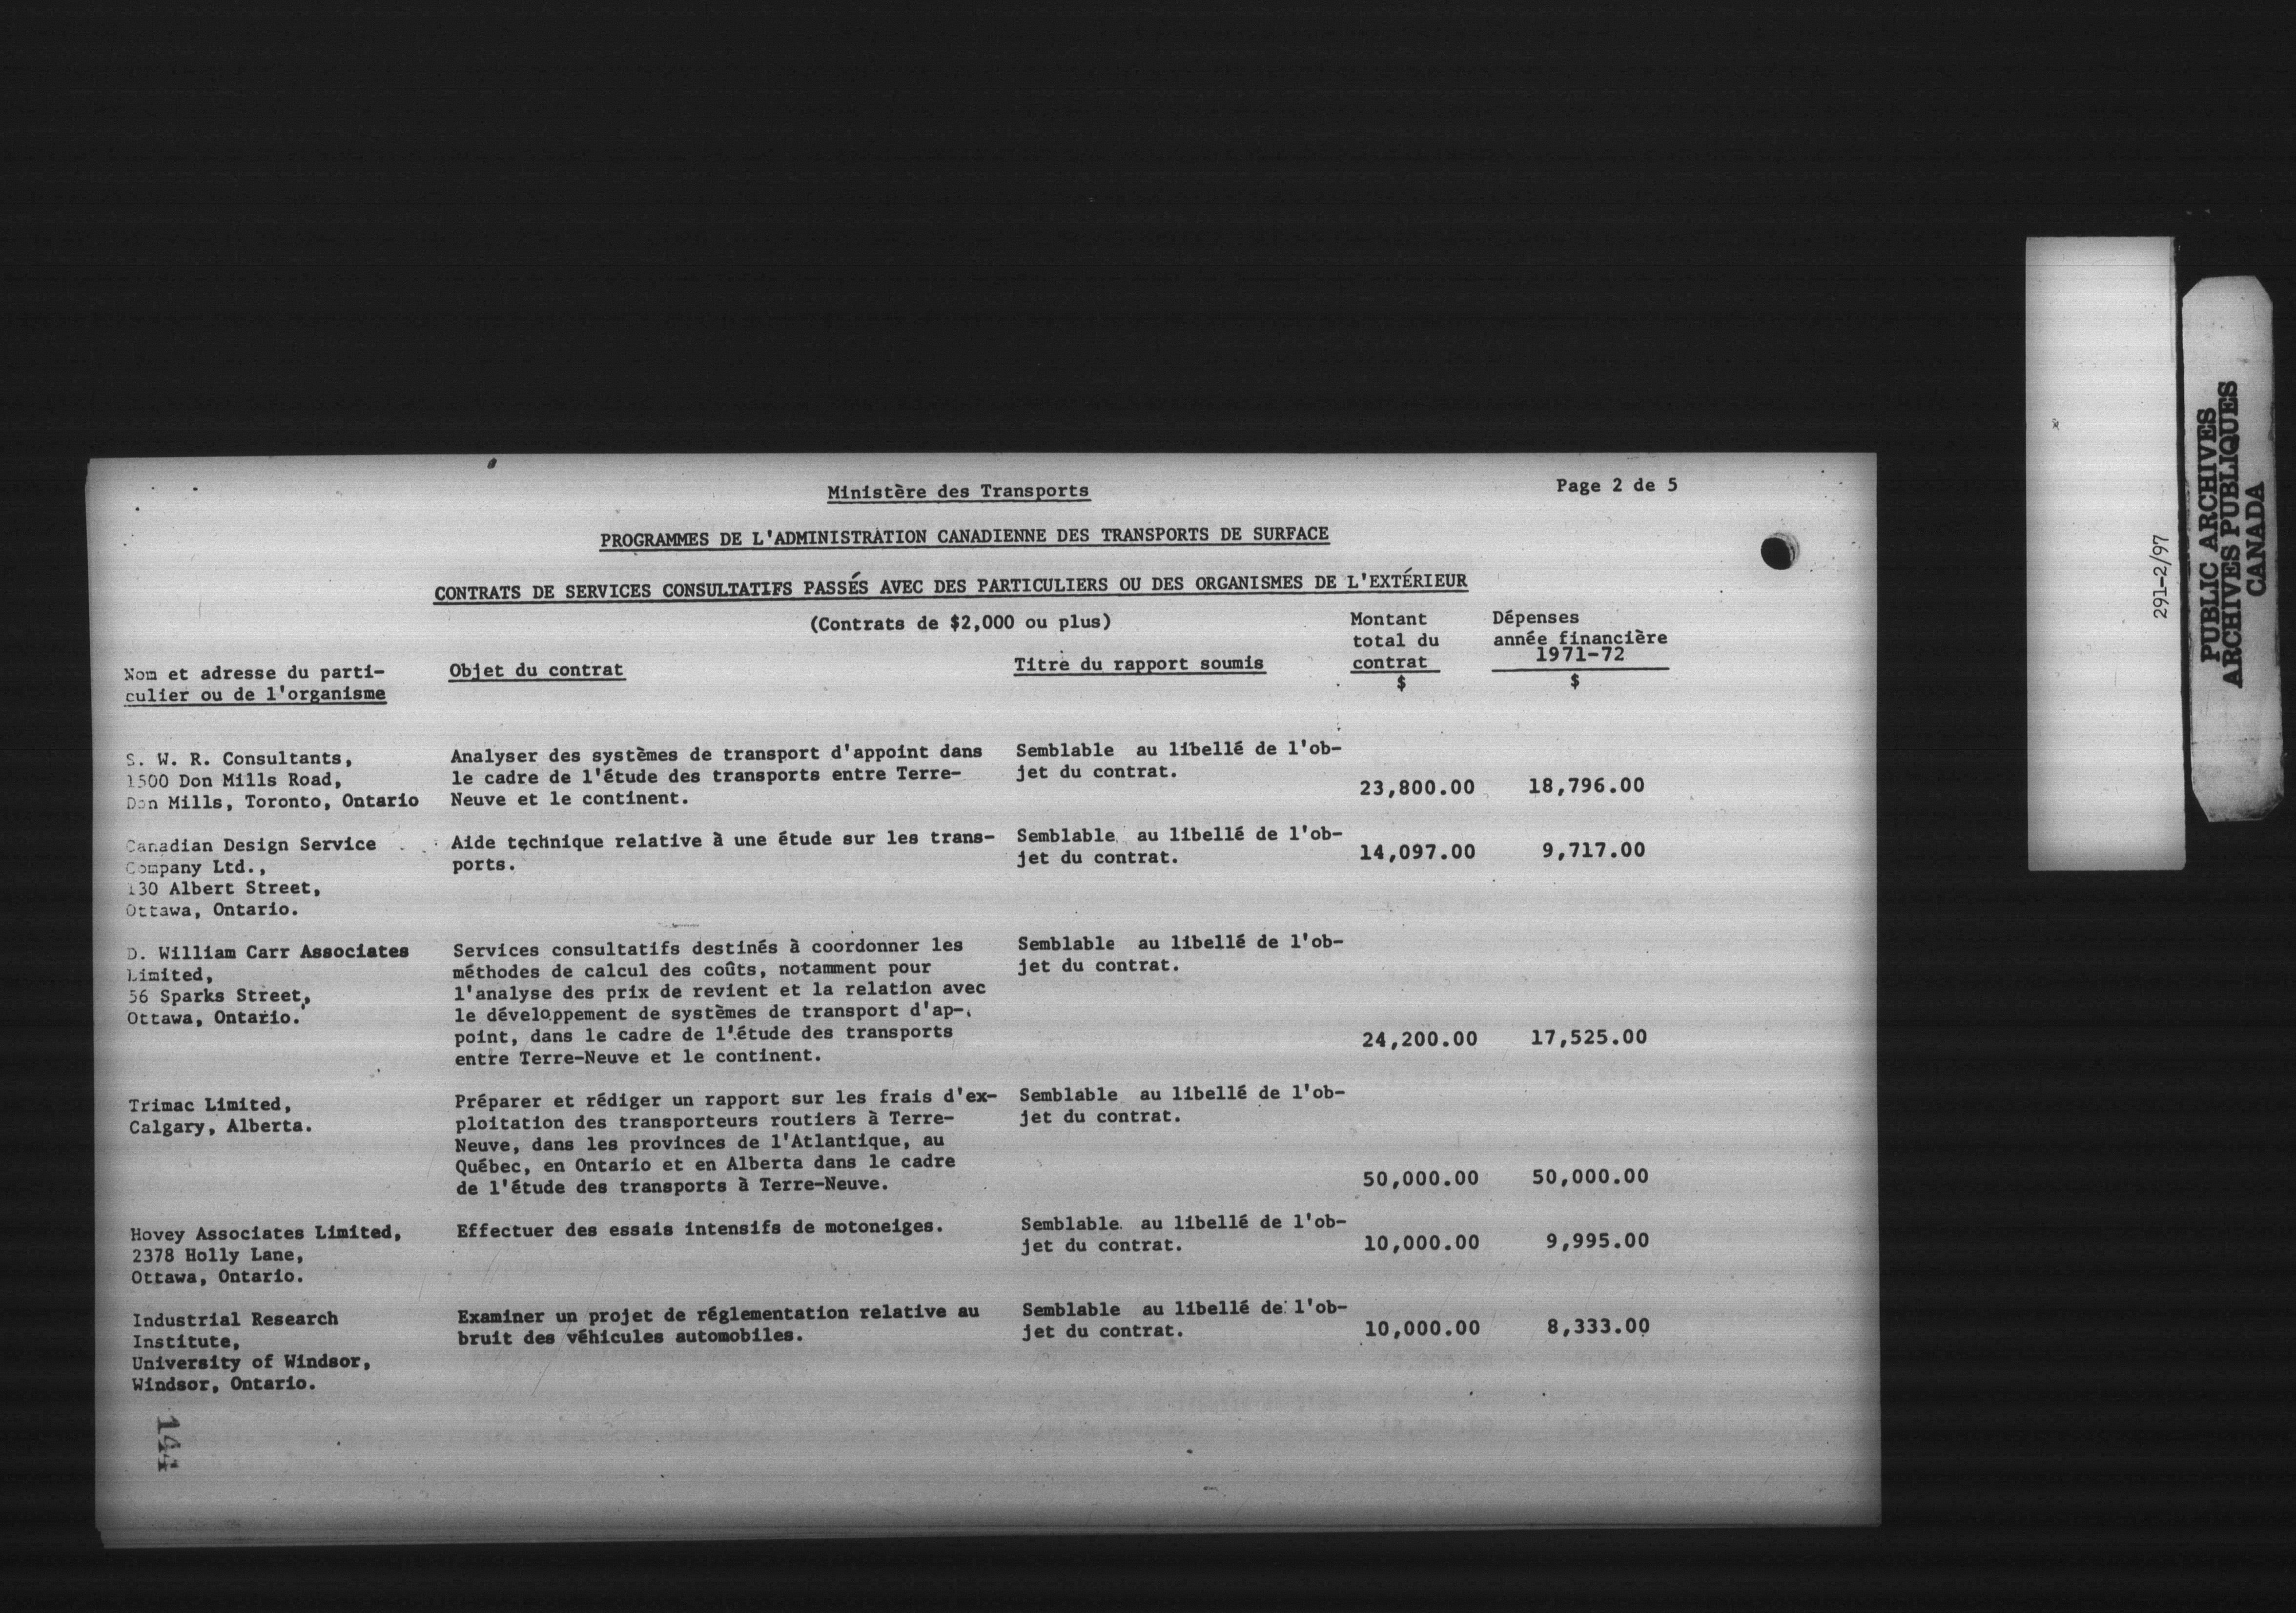 Ministère des Transports
Page 2 de 5
PROGRAMMES DE L'ADMINISTRATION CANADIENNE DES TRANSPORTS DE SURFACE
CONTRATS DE SERVICES CONSULTATIFS PASSÉS AVEC DES PARTICULIERS OU DES ORGANISMES DE L'EXTÉRIEUR
(Contrats de $2,000 ou plus)
Nom et adresse du parti-
culier ou de l'organisme
Objet du contrat
Titre du rapport soumis
Montant
total du
contrat
$
Dépenses
année financière
1971-72
$
S. W. R. Consultants,
1500 Don Mills Road,
Don Mills, Toronto, Ontario
Analyser des systèmes de transport d'appoint dans
le cadre de l'étude des transports entre Terre-
Neuve et le continent.
Semblable au libellé de l'ob-
jet du contrat.
23,800.00
18,796.00
Canadian Design Service
Company Ltd.,
130 Albert Street,
Ottawa, Ontario.
Aide technique relative à une étude sur les trans-
ports.
Semblable au libellé de l'ob-
jet du contrat.
14,097.00
9,717.00
D. William Carr Associates
Limited,
56 Sparks Street,
Ottawa, Ontario.
Services consultatifs destinés à coordonner les
méthodes de calcul des coûts, notamment pour
l'analyse des prix de revient et la relation avec
le développement de systèmes de transport d'ap-
point, dans le cadre de l'étude des transports
entre Terre-Neuve et le continent.
Semblable au libellé de l'ob-
jet du contrat.
24,200.00
17,525.00
Trimac Limited,
Calgary, Alberta.
Préparer et rédiger un rapport sur les frais d'ex-
ploitation des transporteurs routiers à Terre-
Neuve, dans les provinces de l'Atlantique, au
Québec, en Ontario et en Alberta dans le cadre
de l'étude des transports à Terre-Neuve.
Semblable au libellé de l'ob-
jet du contrat.
50,000.00
50,000.00
Hovey Associates Limited,
2378 Holly Lane,
Ottawa, Ontario.
Effectuer des essais intensifs de motoneiges.
Semblable au libellé de l'ob-
jet du contrat.
10,000.00
9,995.00
Industrial Research
Institute,
University of Windsor,
Windsor, Ontario.
Examiner un projet de réglementation relative au
bruit des véhicules automobiles.
Semblable au libellé de l'ob-
jet du contrat.
10,000.00
8,333.00
144
291-2/97
PUBLIC ARCHIVES
ARCHIVES PUBLIQUES
CANADA